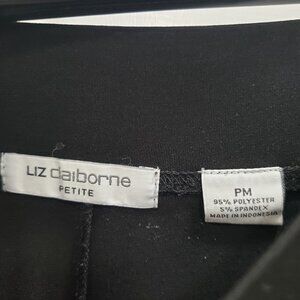 LIZ claiborne
PETITE
PM
95% POLYESTER
5% SPANDEX
MADE IN INDONESIA